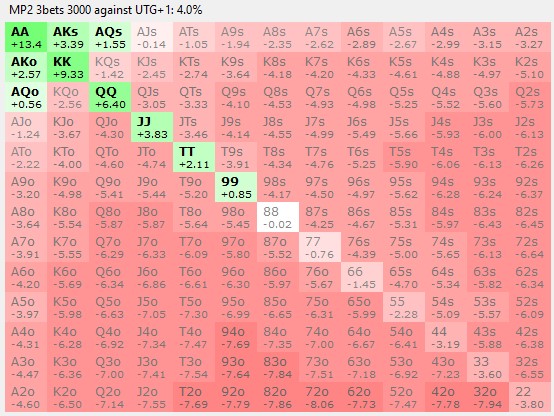 MP2 3bets 3000 against UTG+1: 4.0%
AA AKs AQs AJs ATs A9s A8s A7s A6s A5s A4s A3s A2s
+13.4 +3.39 +1.55 -0.14 -1.05 -1.94 -2.35 -2.62 -2.89 -2.67 -2.99 -3.15 -3.27
AKo KK KQs KJs KTs K9s K8s K7s K6s K5s K4s K3s K2s
+2.57 +9.33 -1.42 -2.45 -2.74 -3.64 -4.18 -4.20 -4.33 -4.61 -4.88 -4.97 -5.10
AQo KQo QQ QJs QTs Q9s Q8s Q7s Q6s Q5s Q4s Q3s Q2s
+0.56 -2.56 +6.40 -3.05 -3.33 -4.10 -4.53 -4.93 -4.98 -5.25 -5.52 -5.60 -5.73
AJo KJo QJo JJ JTs J9s J8s J7s J6s J5s J4s J3s J2s
-1.24 -3.67 -4.30 +3.83 -3.46 -4.14 -4.55 -4.99 -5.49 -5.66 -5.93 -6.00 -6.13
ATo KTo QTo JTo TT T9s T8s T7s T6s T5s T4s T3s T2s
-2.22 -4.00 -4.60 -4.74 +2.11 -3.91 -4.34 -4.76 -5.25 -5.90 -6.06 -6.13 -6.26
A9o K9o Q9o J9o T9o 99 98s 97s 96s 95s 94s 93s 92s
-3.20 -4.98 -5.41 -5.44 -5.20 +0.85 -4.17 -4.50 -4.97 -5.62 -6.28 -6.24 -6.37
A8o K8o Q8o J8o T8o 98o 88 87s 86s 85s 84s 83s 82s
-3.64 -5.54 -5.87 -5.87 -5.64 -5.45 -0.02 -4.25 -4.67 -5.31 -5.97 -6.43 -6.45
A7o K7o Q7o J7o T7o 97o 87o 77 76s 75s 74s 73s 72s
-3.91 -5.55 -6.29 -6.33 -6.09 -5.80 -5.52 -0.76 -4.39 -5.00 -5.65 -6.13 -6.64
A6o K6o Q6o J6o T6o 96o 86o 76o 66 65s 64s 63s 62s
-4.20 -5.69 -6.34 -6.86 -6.61 -6.30 -5.97 -5.67 -1.45 -4.70 -5.34 -5.82 -6.34
A5o K5o Q5o J5o T5o 95o 85o 75o 65o 55 54s 53s 52s
-3.97 -5.98 -6.63 -7.05 -7.30 -6.99 -6.65 -6.31 -5.99 -2.28 -5.09 -5.57 -6.09
A4o K4o Q4o J4o T4o 94o 84o 74o 64o 54o 44 43s 42s
-4.31 -6.28 -6.92 -7.34 -7.47 -7.69 -7.35 -7.00 -6.67 -6.41 -3.19 -5.88 -6.38
A3o K3o Q3o J3o T3o 93o 83o 73o 63o 53o 43o 33 32s
-4.47 -6.36 -7.00 -7.41 -7.54 -7.64 -7.84 -7.51 -7.18 -6.92 -7.23 -3.60 -6.55
A2o K2o Q2o J2o T2o 92o 82o 72o 62o 52o 42o 32o 22
-4.60 -6.50 -7.14 -7.55 -7.69 -7.79 -7.86 -8.06 -7.73 -7.47 -7.78 -7.94 -3.80